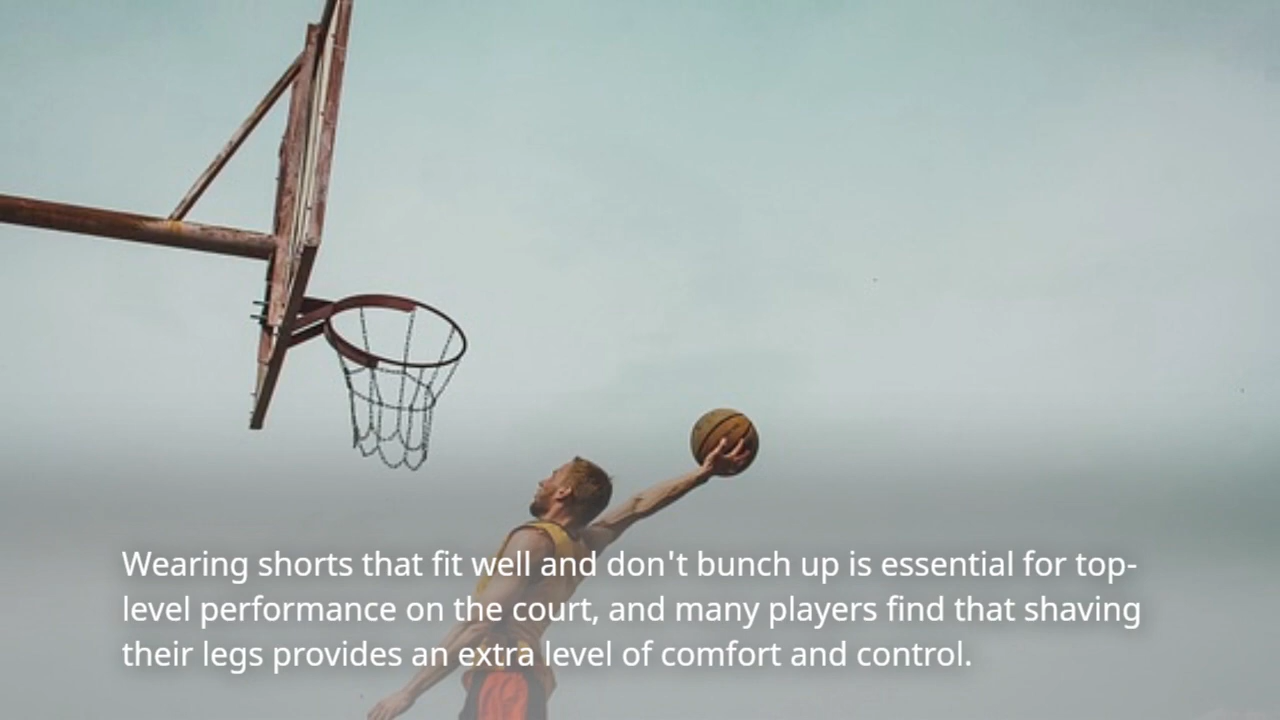 Wearing shorts that fit well and don't bunch up is essential for top-
level performance on the court, and many players find that shaving
their legs provides an extra level of comfort and control.